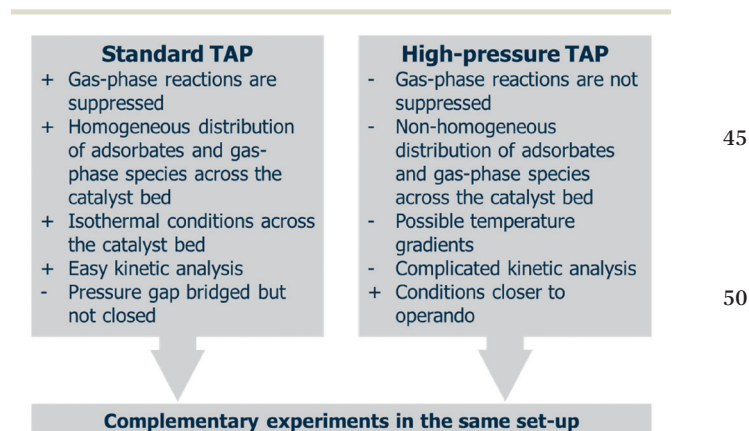 Standard TAP
+ Gas-phase reactions are
suppressed
+ Homogeneous distribution
of adsorbates and gas-
phase species across the
catalyst bed
+ Isothermal conditions across
the catalyst bed
+ Easy kinetic analysis
- Pressure gap bridged but
not closed
High-pressure TAP
- Gas-phase reactions are not
suppressed
- Non-homogeneous
distribution of adsorbates
and gas-phase species
across the catalyst bed
- Possible temperature
gradients
- Complicated kinetic analysis
+ Conditions closer to
operando
45
50
Complementary experiments in the same set-up